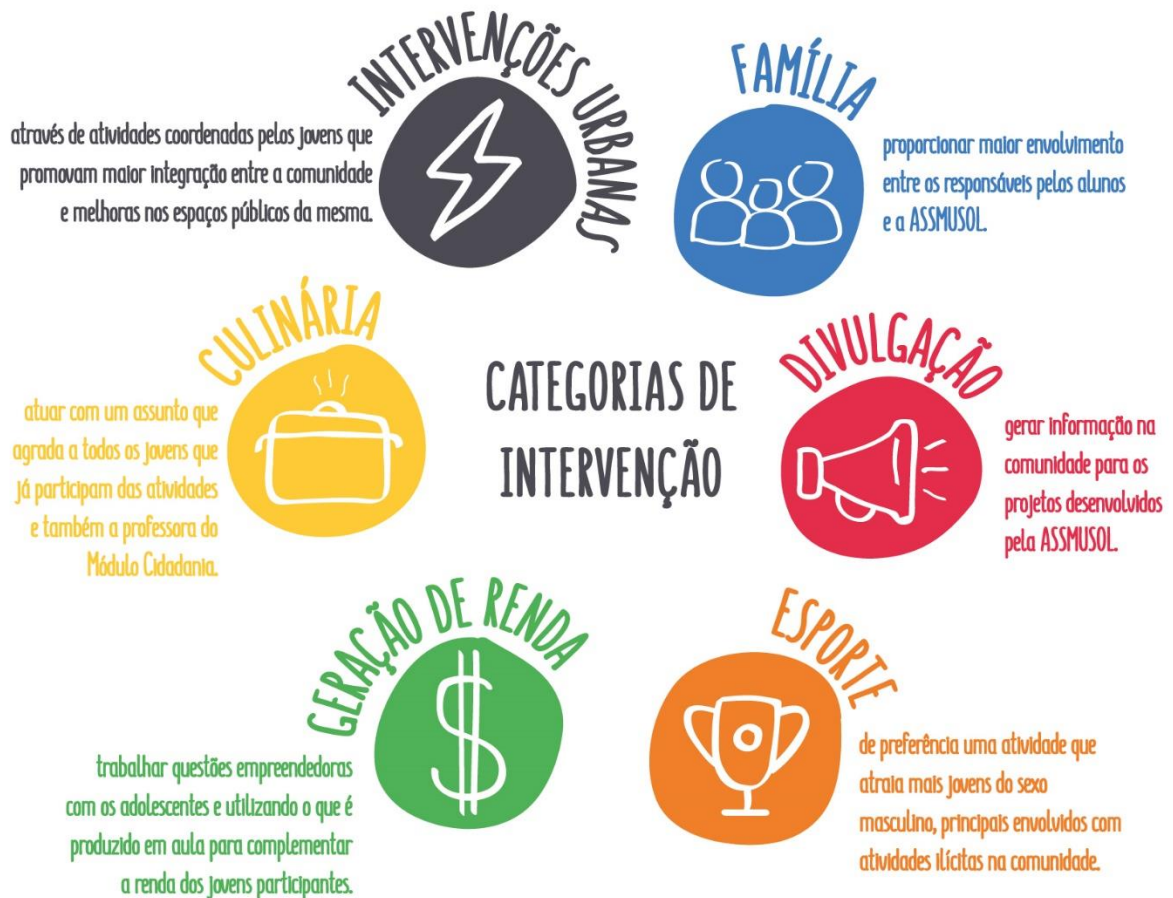 INTERVENÇÕES URBANAS
através de atividades coordenadas pelos jovens que
promovam maior integração entre a comunidade
e melhoras nos espaços públicos da mesma.
FAMÍLIA
proporcionar maior envolvimento
entre os responsáveis pelos alunos
e a ASSMUSOL.
CULINÁRIA
atuar com um assunto que
agrada a todos os jovens que
já participam das atividades
e também a professora do
Módulo Cidadania.
CATEGORIAS DE
INTERVENÇÃO
DIVULGAÇÃO
gerar informação na
comunidade para os
projetos desenvolvidos
pela ASSMUSOL.
GERAÇÃO DE RENDA
trabalhar questões empreendedoras
com os adolescentes e utilizando o que é
produzido em aula para complementar
a renda dos jovens participantes.
ESPORTE
de preferência uma atividade que
atraia mais jovens do sexo
masculino, principais envolvidos com
atividades ilícitas na comunidade.